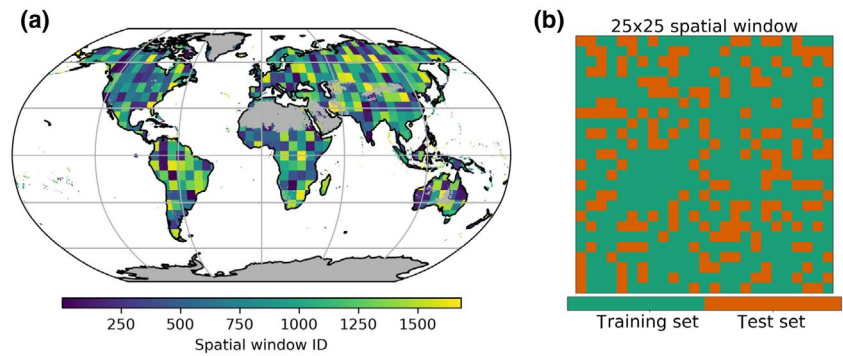 (a)
250 500 750 1000 1250 1500
Spatial window ID
(b)
25x25 spatial window
Training set Test set